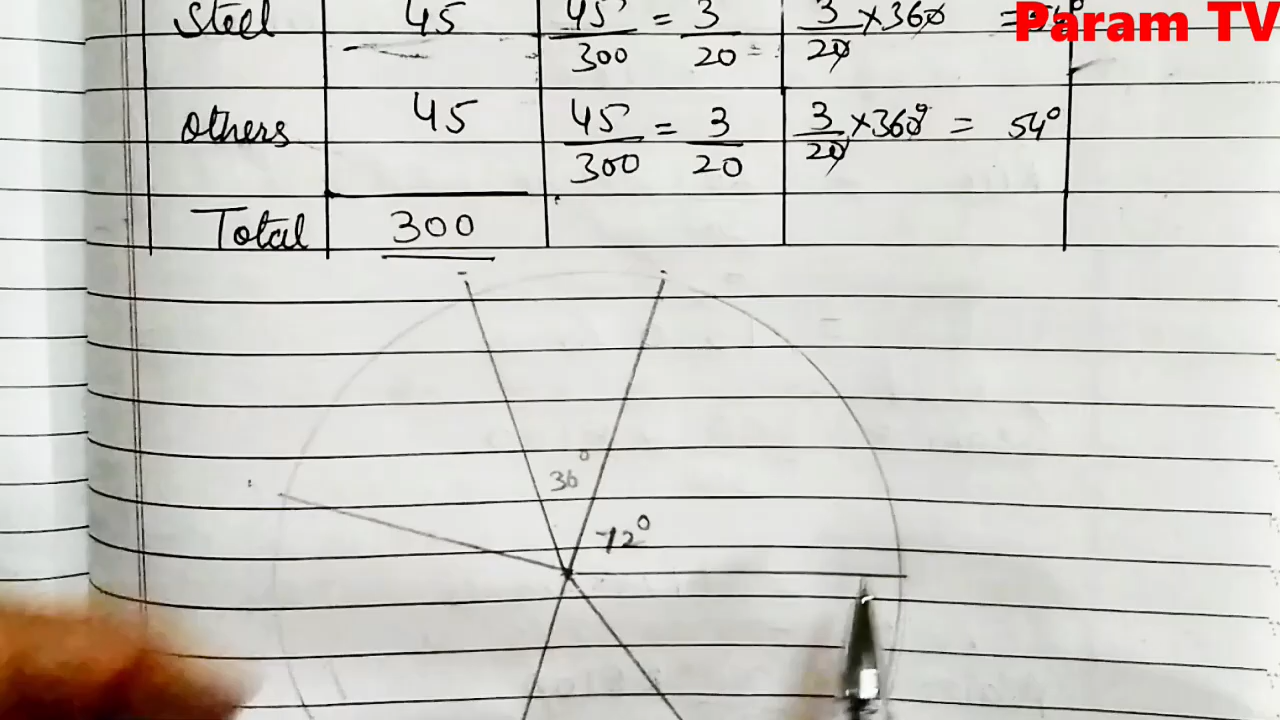 Param TV
Steel 45 45/300 = 3/20 3/20 ×360 =54°
Others 45 45/300 = 3/20 3/20 ×360° = 54°
Total 300
36°
72°